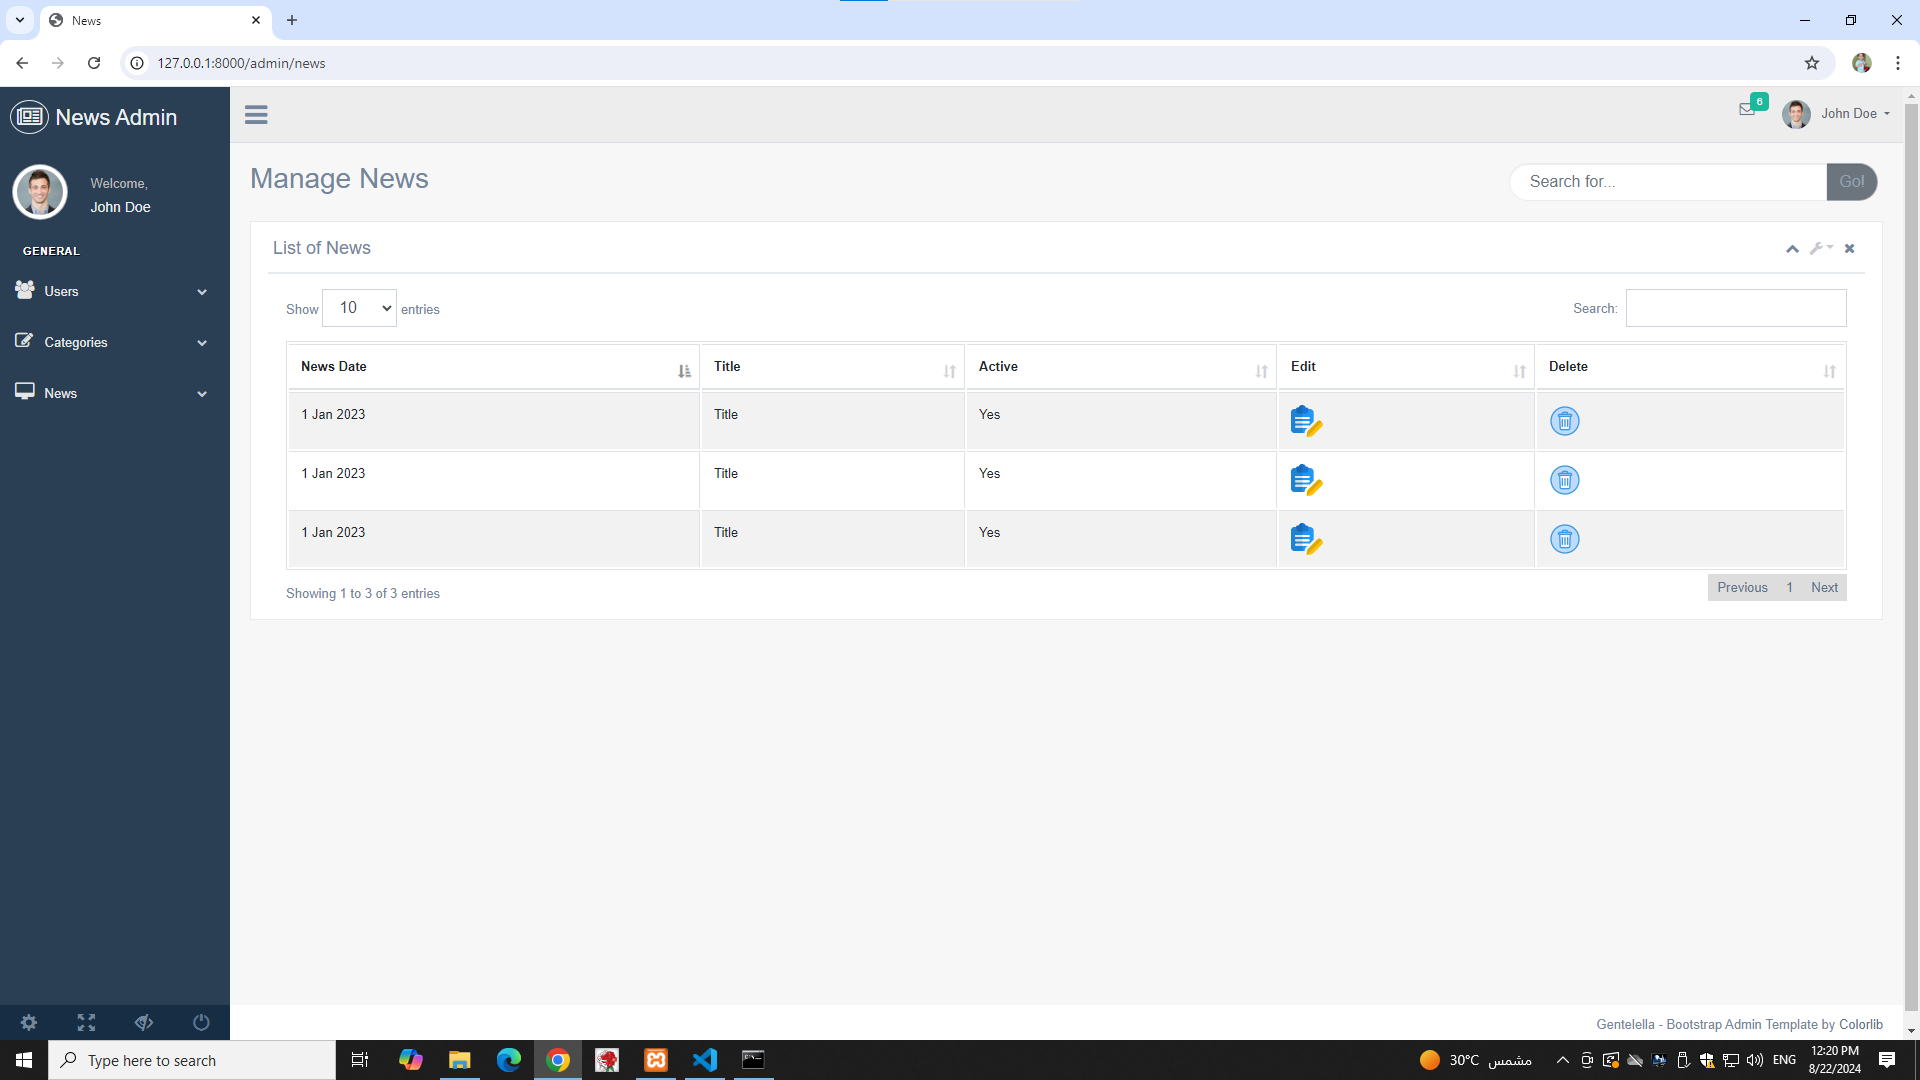 News
127.0.0.1:8000/admin/news
News Admin
6
John Doe
Welcome,
John Doe
Manage News
Search for...
Go!
GENERAL
Users
Categories
News
List of News
Show 10 entries
Search:
News Date Title Active Edit Delete
1 Jan 2023 Title Yes
1 Jan 2023 Title Yes
1 Jan 2023 Title Yes
Showing 1 to 3 of 3 entries
Previous 1 Next
Gentelella - Bootstrap Admin Template by Colorlib
Type here to search
30°C مشمس
ENG
12:20 PM
8/22/2024